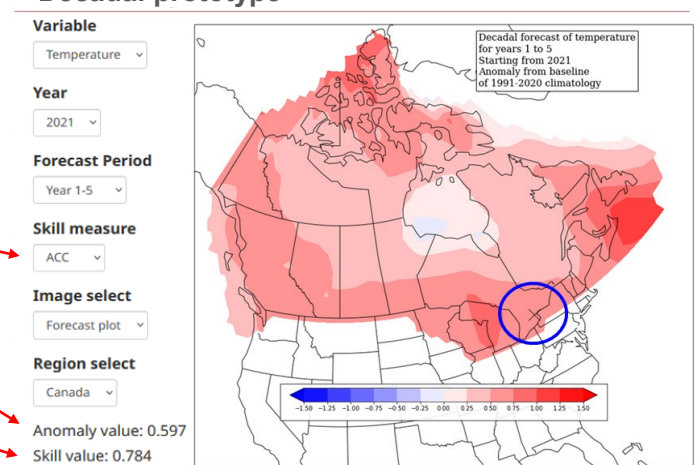 Decadal prototype
Variable
Temperature
Year
2021
Forecast Period
Year 1-5
Skill measure
ACC
Image select
Forecast plot
Region select
Canada
Anomaly value: 0.597
Skill value: 0.784
Decadal forecast of temperature
for years 1 to 5
Starting from 2021
Anomaly from baseline
of 1991-2020 climatology
−1.50 −1.25 −1.00 −0.75 −0.50 −0.25 0.00 0.25 0.50 0.75 1.00 1.25 1.50